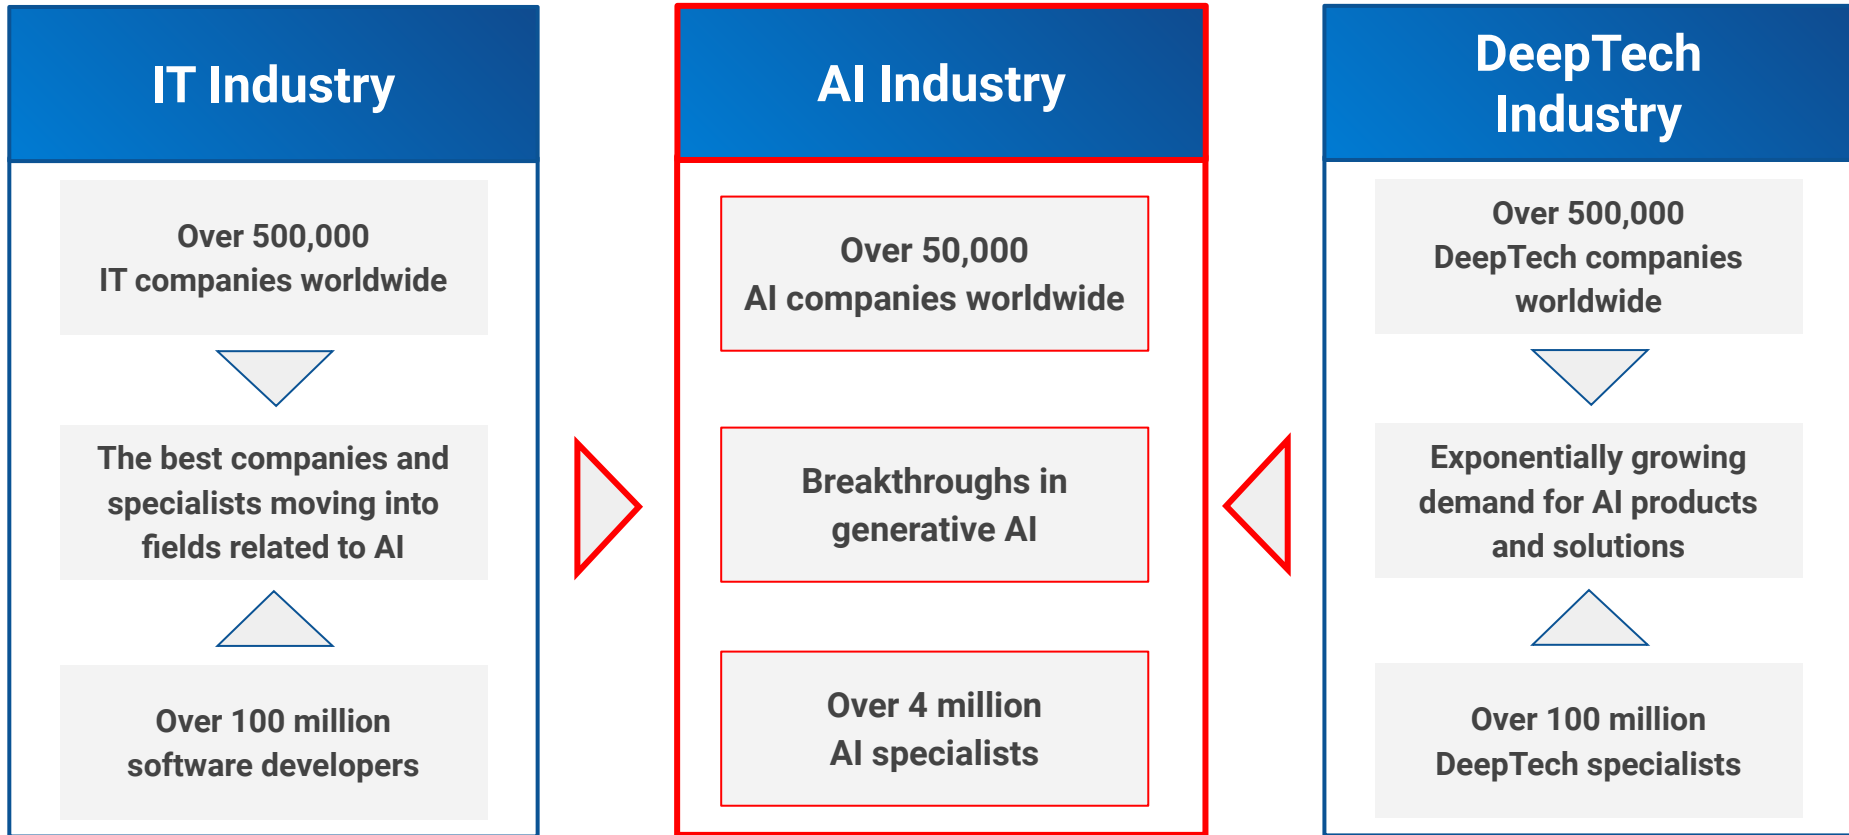 IT Industry
Over 500,000
IT companies worldwide
The best companies and
specialists moving into
fields related to AI
Over 100 million
software developers
AI Industry
Over 50,000
AI companies worldwide
Breakthroughs in
generative AI
Over 4 million
AI specialists
DeepTech
Industry
Over 500,000
DeepTech companies
worldwide
Exponentially growing
demand for AI products
and solutions
Over 100 million
DeepTech specialists